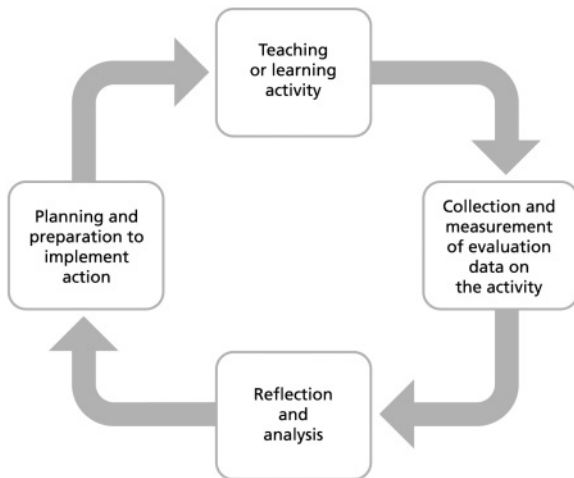 Teaching
or learning
activity
Collection and
measurement
of evaluation
data on
the activity
Reflection
and
analysis
Planning and
preparation to
implement
action